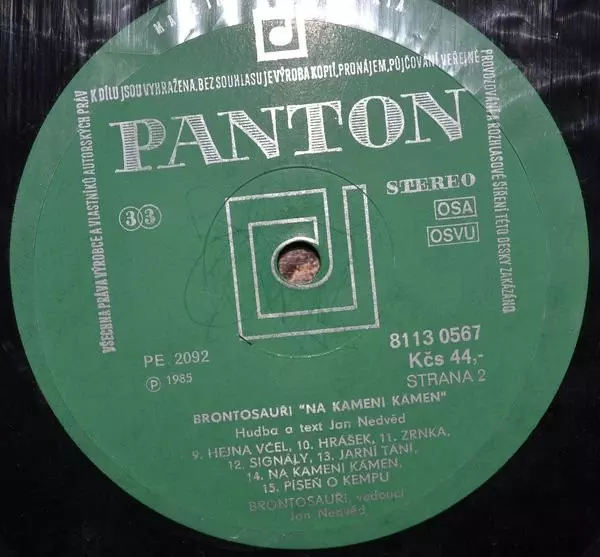 VŠECHNA PRÁVA VÝROBCE A VLASTNÍKŮ AUTORSKÝCH PRÁV K DÍLU JSOU VYHRAŽENA. BEZ SOUHLASU JE VÝROBA KOPIÍ, PRONÁJEM, PŮJČOVÁNÍ VEŘEJNÉ PROVOZOVÁNÍ A ROZHLASOVÉ ŠÍŘENÍ TÉTO DESKY ZAKÁZÁNO
PANTON
STEREO
33
OSA
OSVU
PE 2092
8113 0567
℗ 1985
Kčs 44,-
STRANA 2
BRONTOSAUŘI "NA KAMENI KÁMEN"
Hudba a text Jan Nedvěd
9. HEJNA VČEL, 10. HRÁŠEK, 11. ZRNKA,
12. SIGNÁLY, 13. JARNÍ TÁNÍ,
14. NA KAMENI KÁMEN,
15. PÍSEŇ O KEMPU
BRONTOSAUŘI, vedoucí
Jan Nedvěd